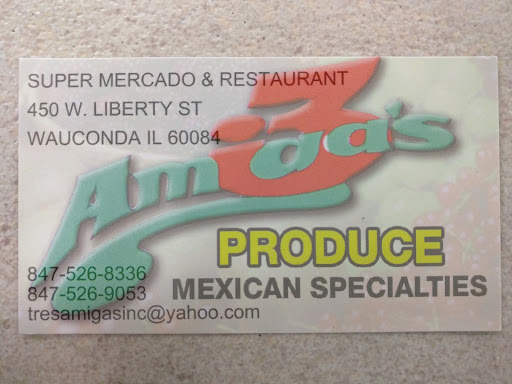 SUPER MERCADO & RESTAURANT
450 W. LIBERTY ST
WAUCONDA IL 60084
3
Amiga's
PRODUCE
MEXICAN SPECIALTIES
847-526-8336
847-526-9053
tresamigasinc@yahoo.com